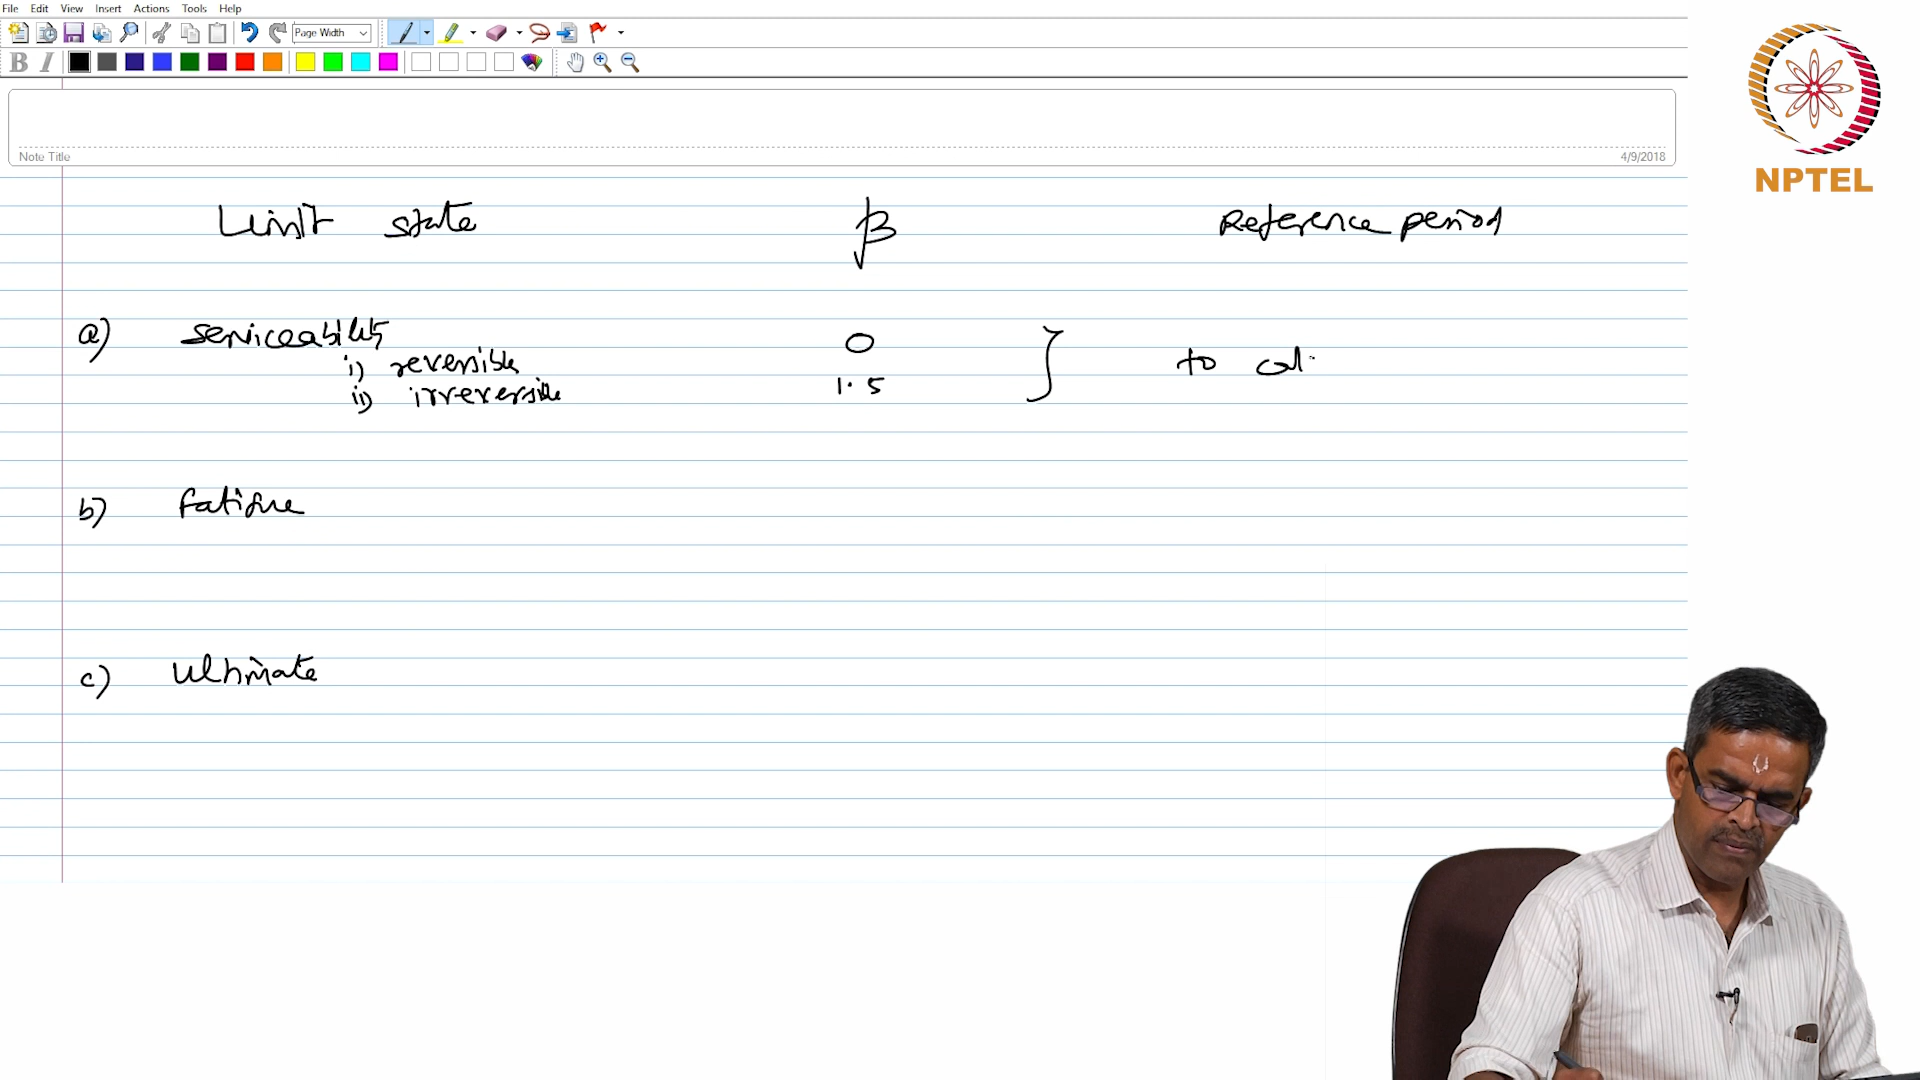 File Edit View Insert Actions Tools Help
Page Width
B I
Note Title
4/9/2018
NPTEL
Limit state β Reference period
a) serviceability 0
i) reversible
ii) irreversible 1.5
to
b) fatigue
c) ultimate